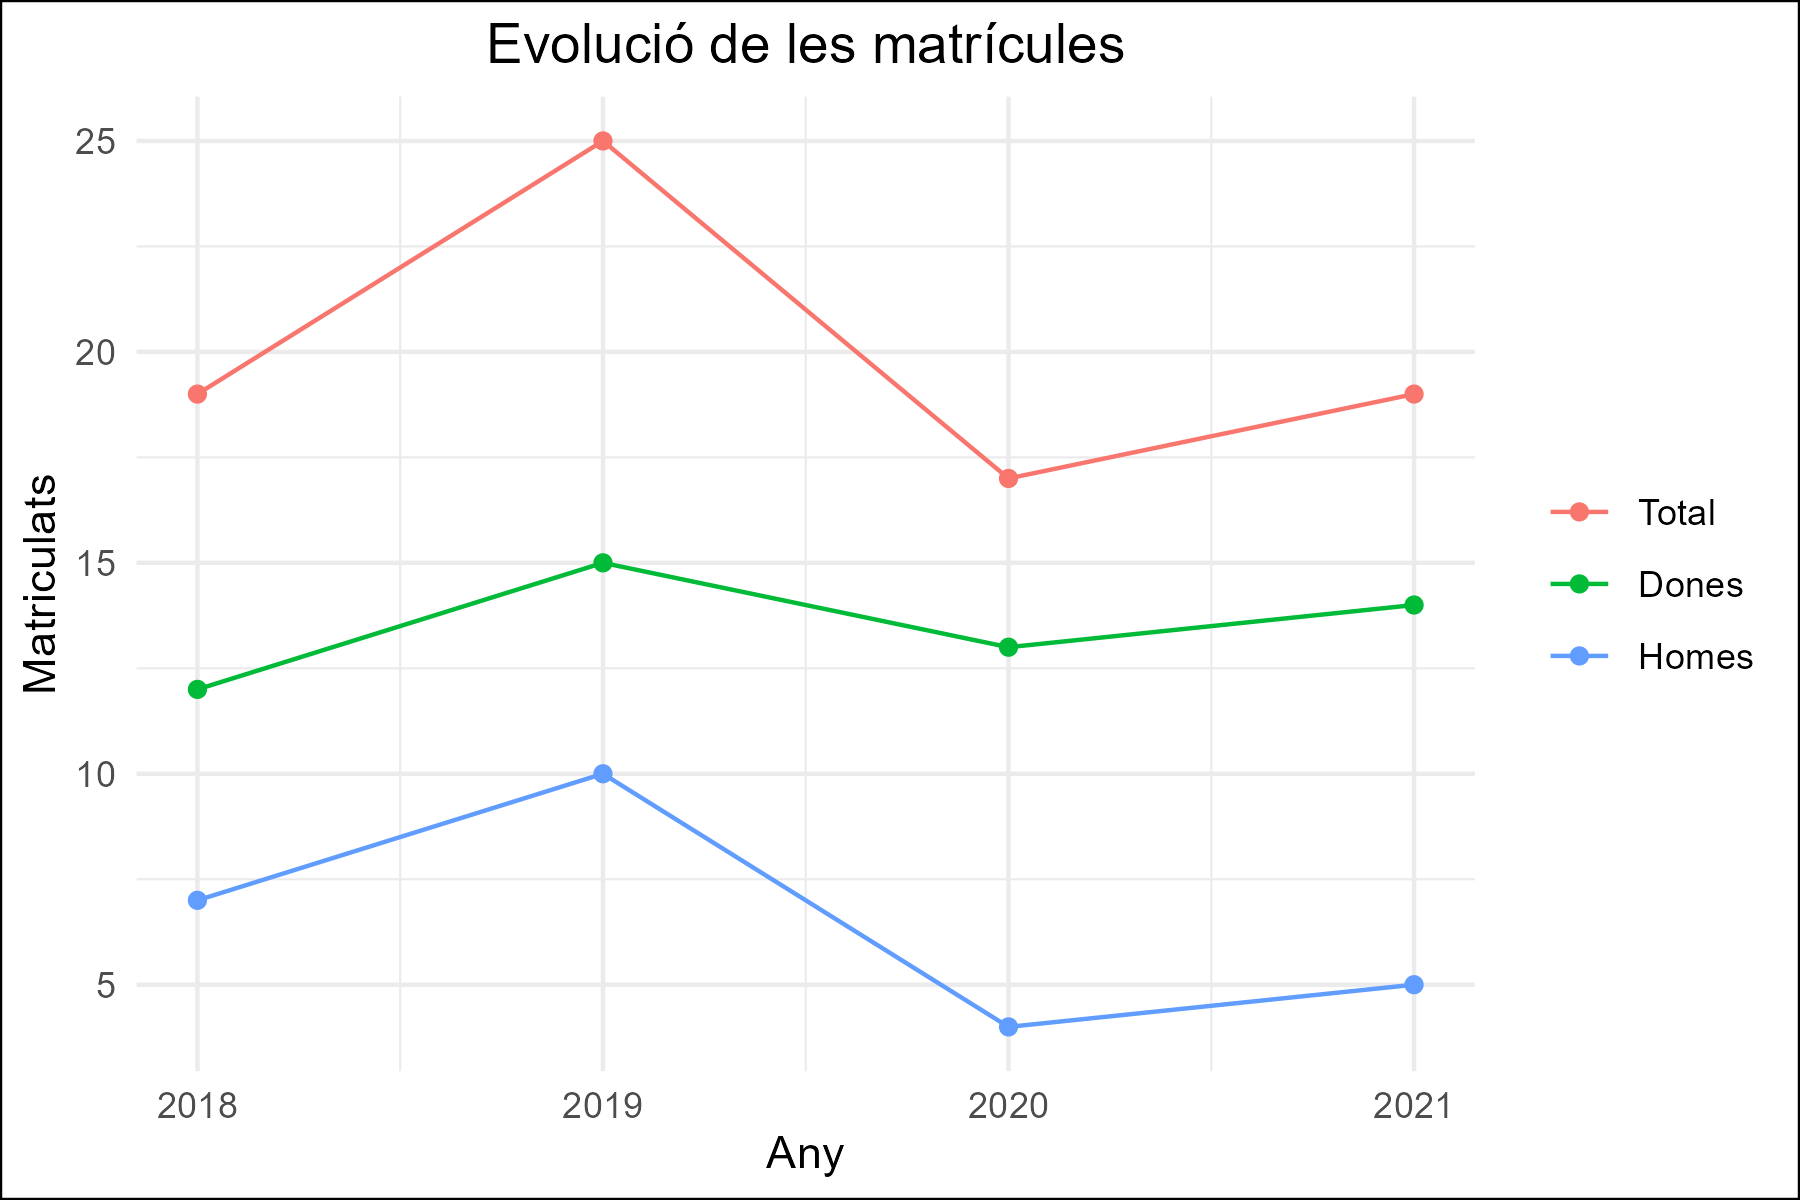 Evolució de les matrícules
25
20
15
10
5
Matriculats
2018 2019 2020 2021
Any
Total
Dones
Homes